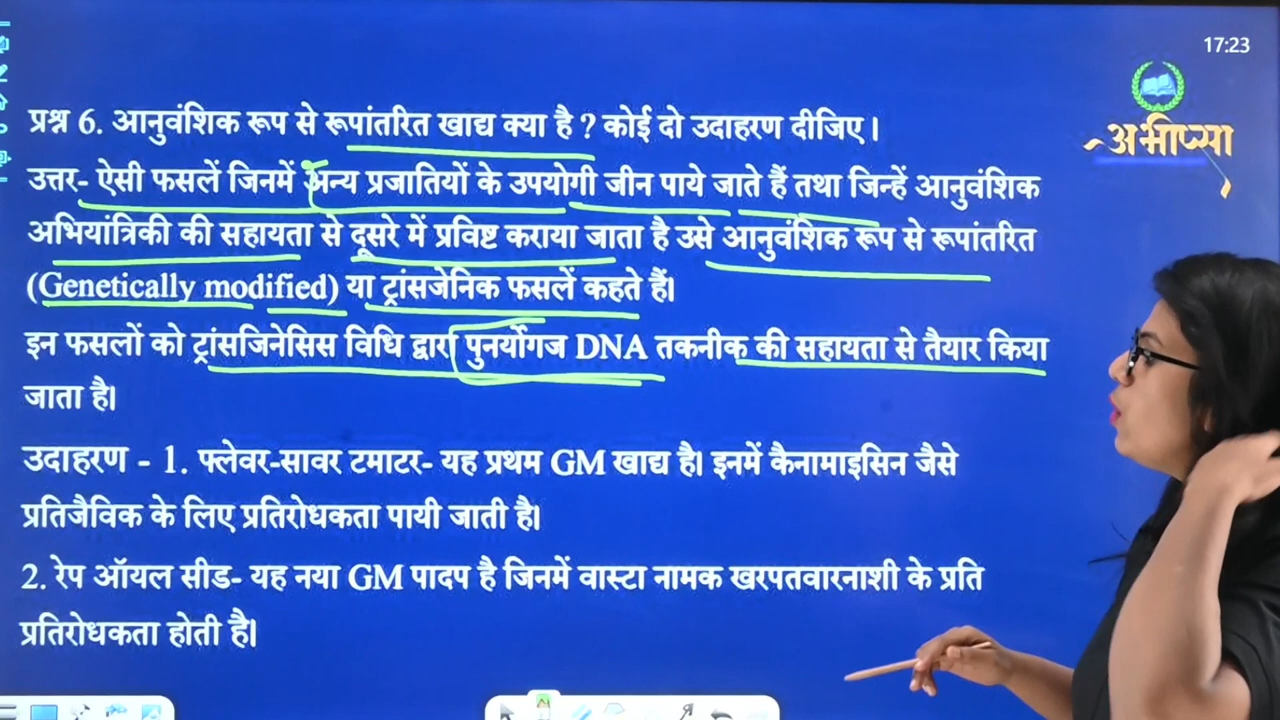 17:23
अभीप्सा
प्रश्न 6. आनुवंशिक रूप से रूपांतरित खाद्य क्या है ? कोई दो उदाहरण दीजिए।
उत्तर- ऐसी फसलें जिनमें अन्य प्रजातियों के उपयोगी जीन पाये जाते हैं तथा जिन्हें आनुवंशिक
अभियांत्रिकी की सहायता से दूसरे में प्रविष्ट कराया जाता है उसे आनुवंशिक रूप से रूपांतरित
(Genetically modified) या ट्रांसजेनिक फसलें कहते हैं।
इन फसलों को ट्रांसजिनेसिस विधि द्वारा पुनर्योगज DNA तकनीक की सहायता से तैयार किया
जाता है।
उदाहरण - 1. फ्लेवर-सावर टमाटर- यह प्रथम GM खाद्य है। इनमें कैनामाइसिन जैसे
प्रतिजैविक के लिए प्रतिरोधकता पायी जाती है।
2. रेप ऑयल सीड- यह नया GM पादप है जिनमें वास्टा नामक खरपतवारनाशी के प्रति
प्रतिरोधकता होती है।